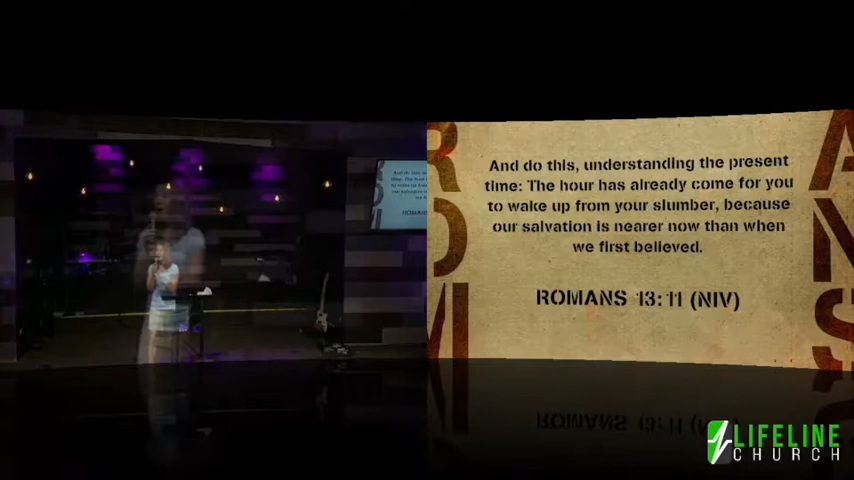 And do this, understanding the present
time: The hour has already come for you
to wake up from your slumber, because
our salvation is nearer now than when
we first believed.
ROMANS 13:11 (NIV)
LIFELINE
CHURCH